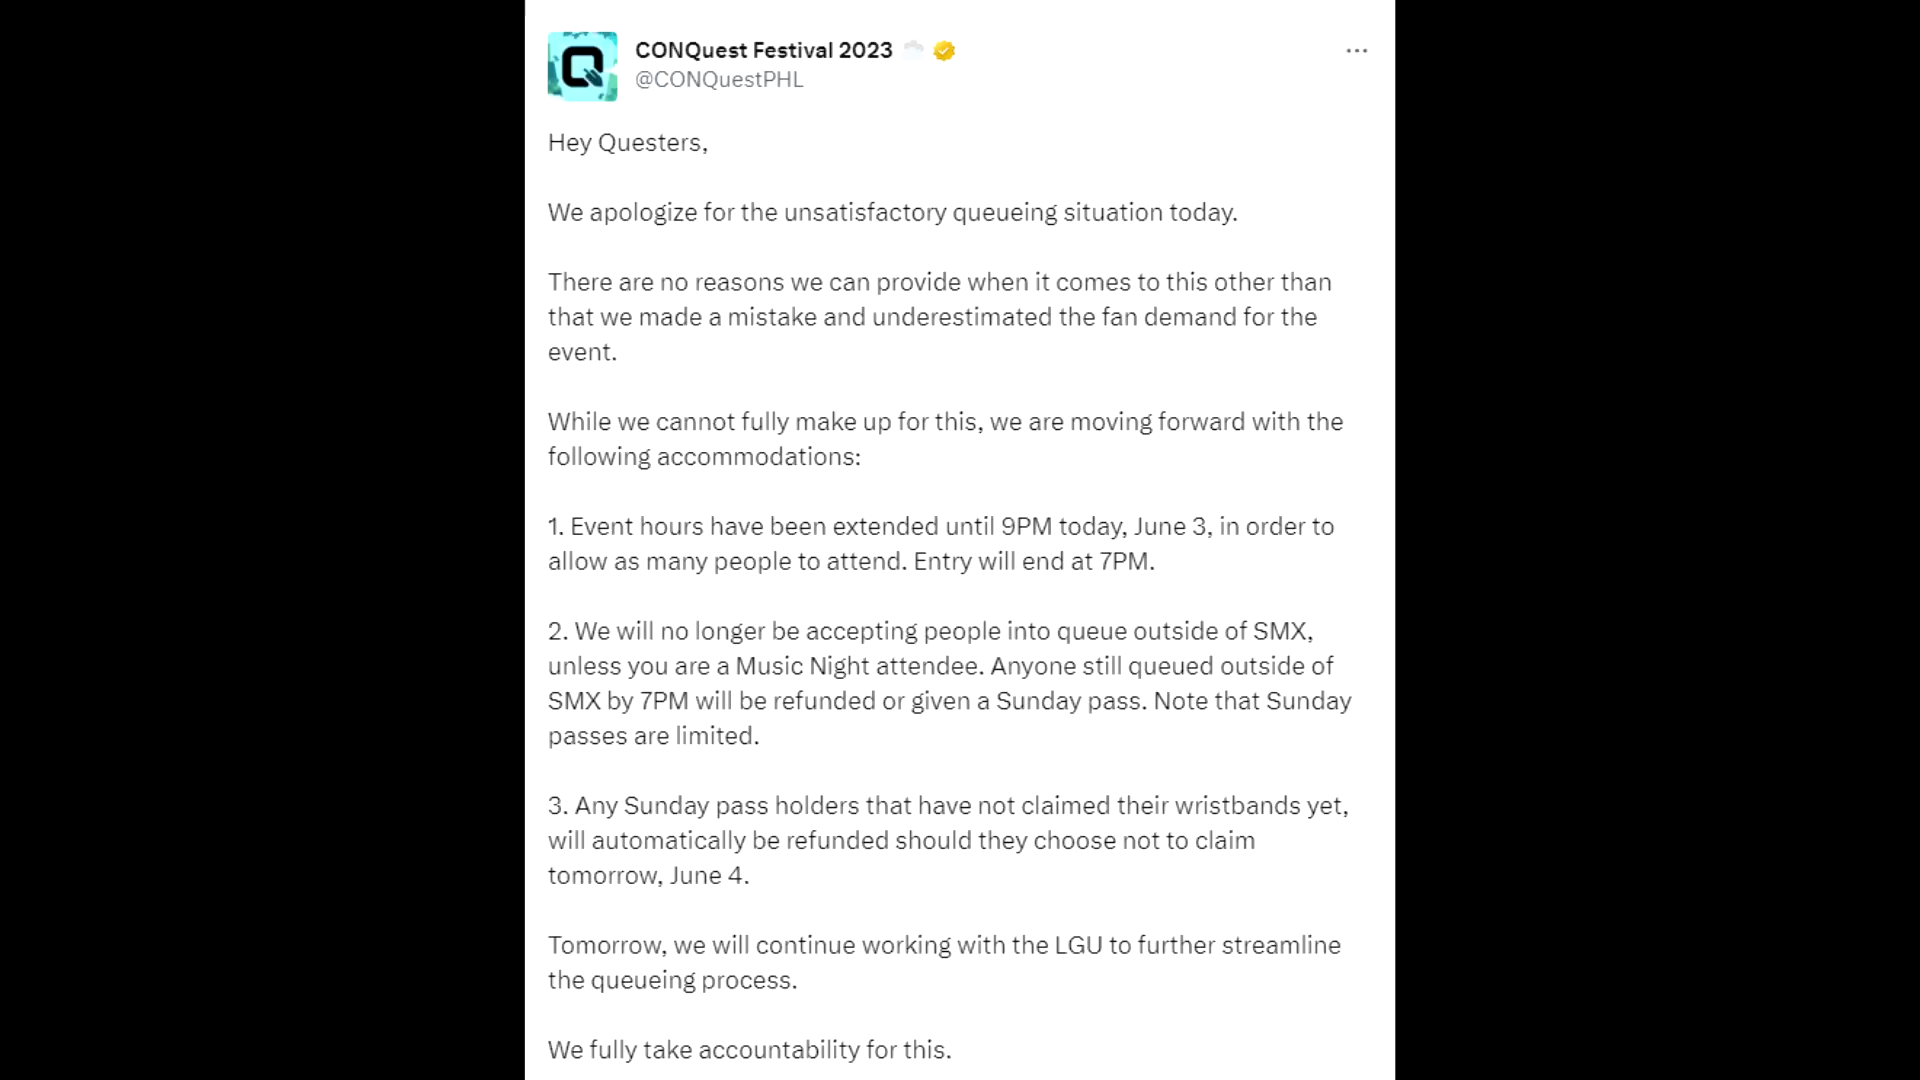 CONQuest Festival 2023
@CONQuestPHL
Hey Questers,
We apologize for the unsatisfactory queueing situation today.
There are no reasons we can provide when it comes to this other than
that we made a mistake and underestimated the fan demand for the
event.
While we cannot fully make up for this, we are moving forward with the
following accommodations:
1. Event hours have been extended until 9PM today, June 3, in order to
allow as many people to attend. Entry will end at 7PM.
2. We will no longer be accepting people into queue outside of SMX,
unless you are a Music Night attendee. Anyone still queued outside of
SMX by 7PM will be refunded or given a Sunday pass. Note that Sunday
passes are limited.
3. Any Sunday pass holders that have not claimed their wristbands yet,
will automatically be refunded should they choose not to claim
tomorrow, June 4.
Tomorrow, we will continue working with the LGU to further streamline
the queueing process.
We fully take accountability for this.